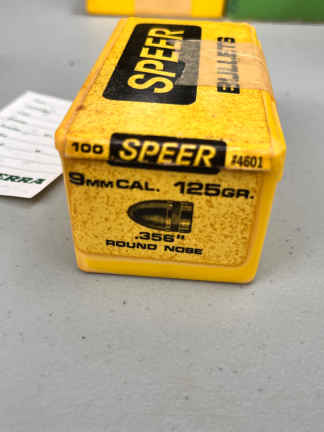 SPEER
BULLETS
100 SPEER #4601
9MM CAL. 125GR.
.356"
ROUND NOSE